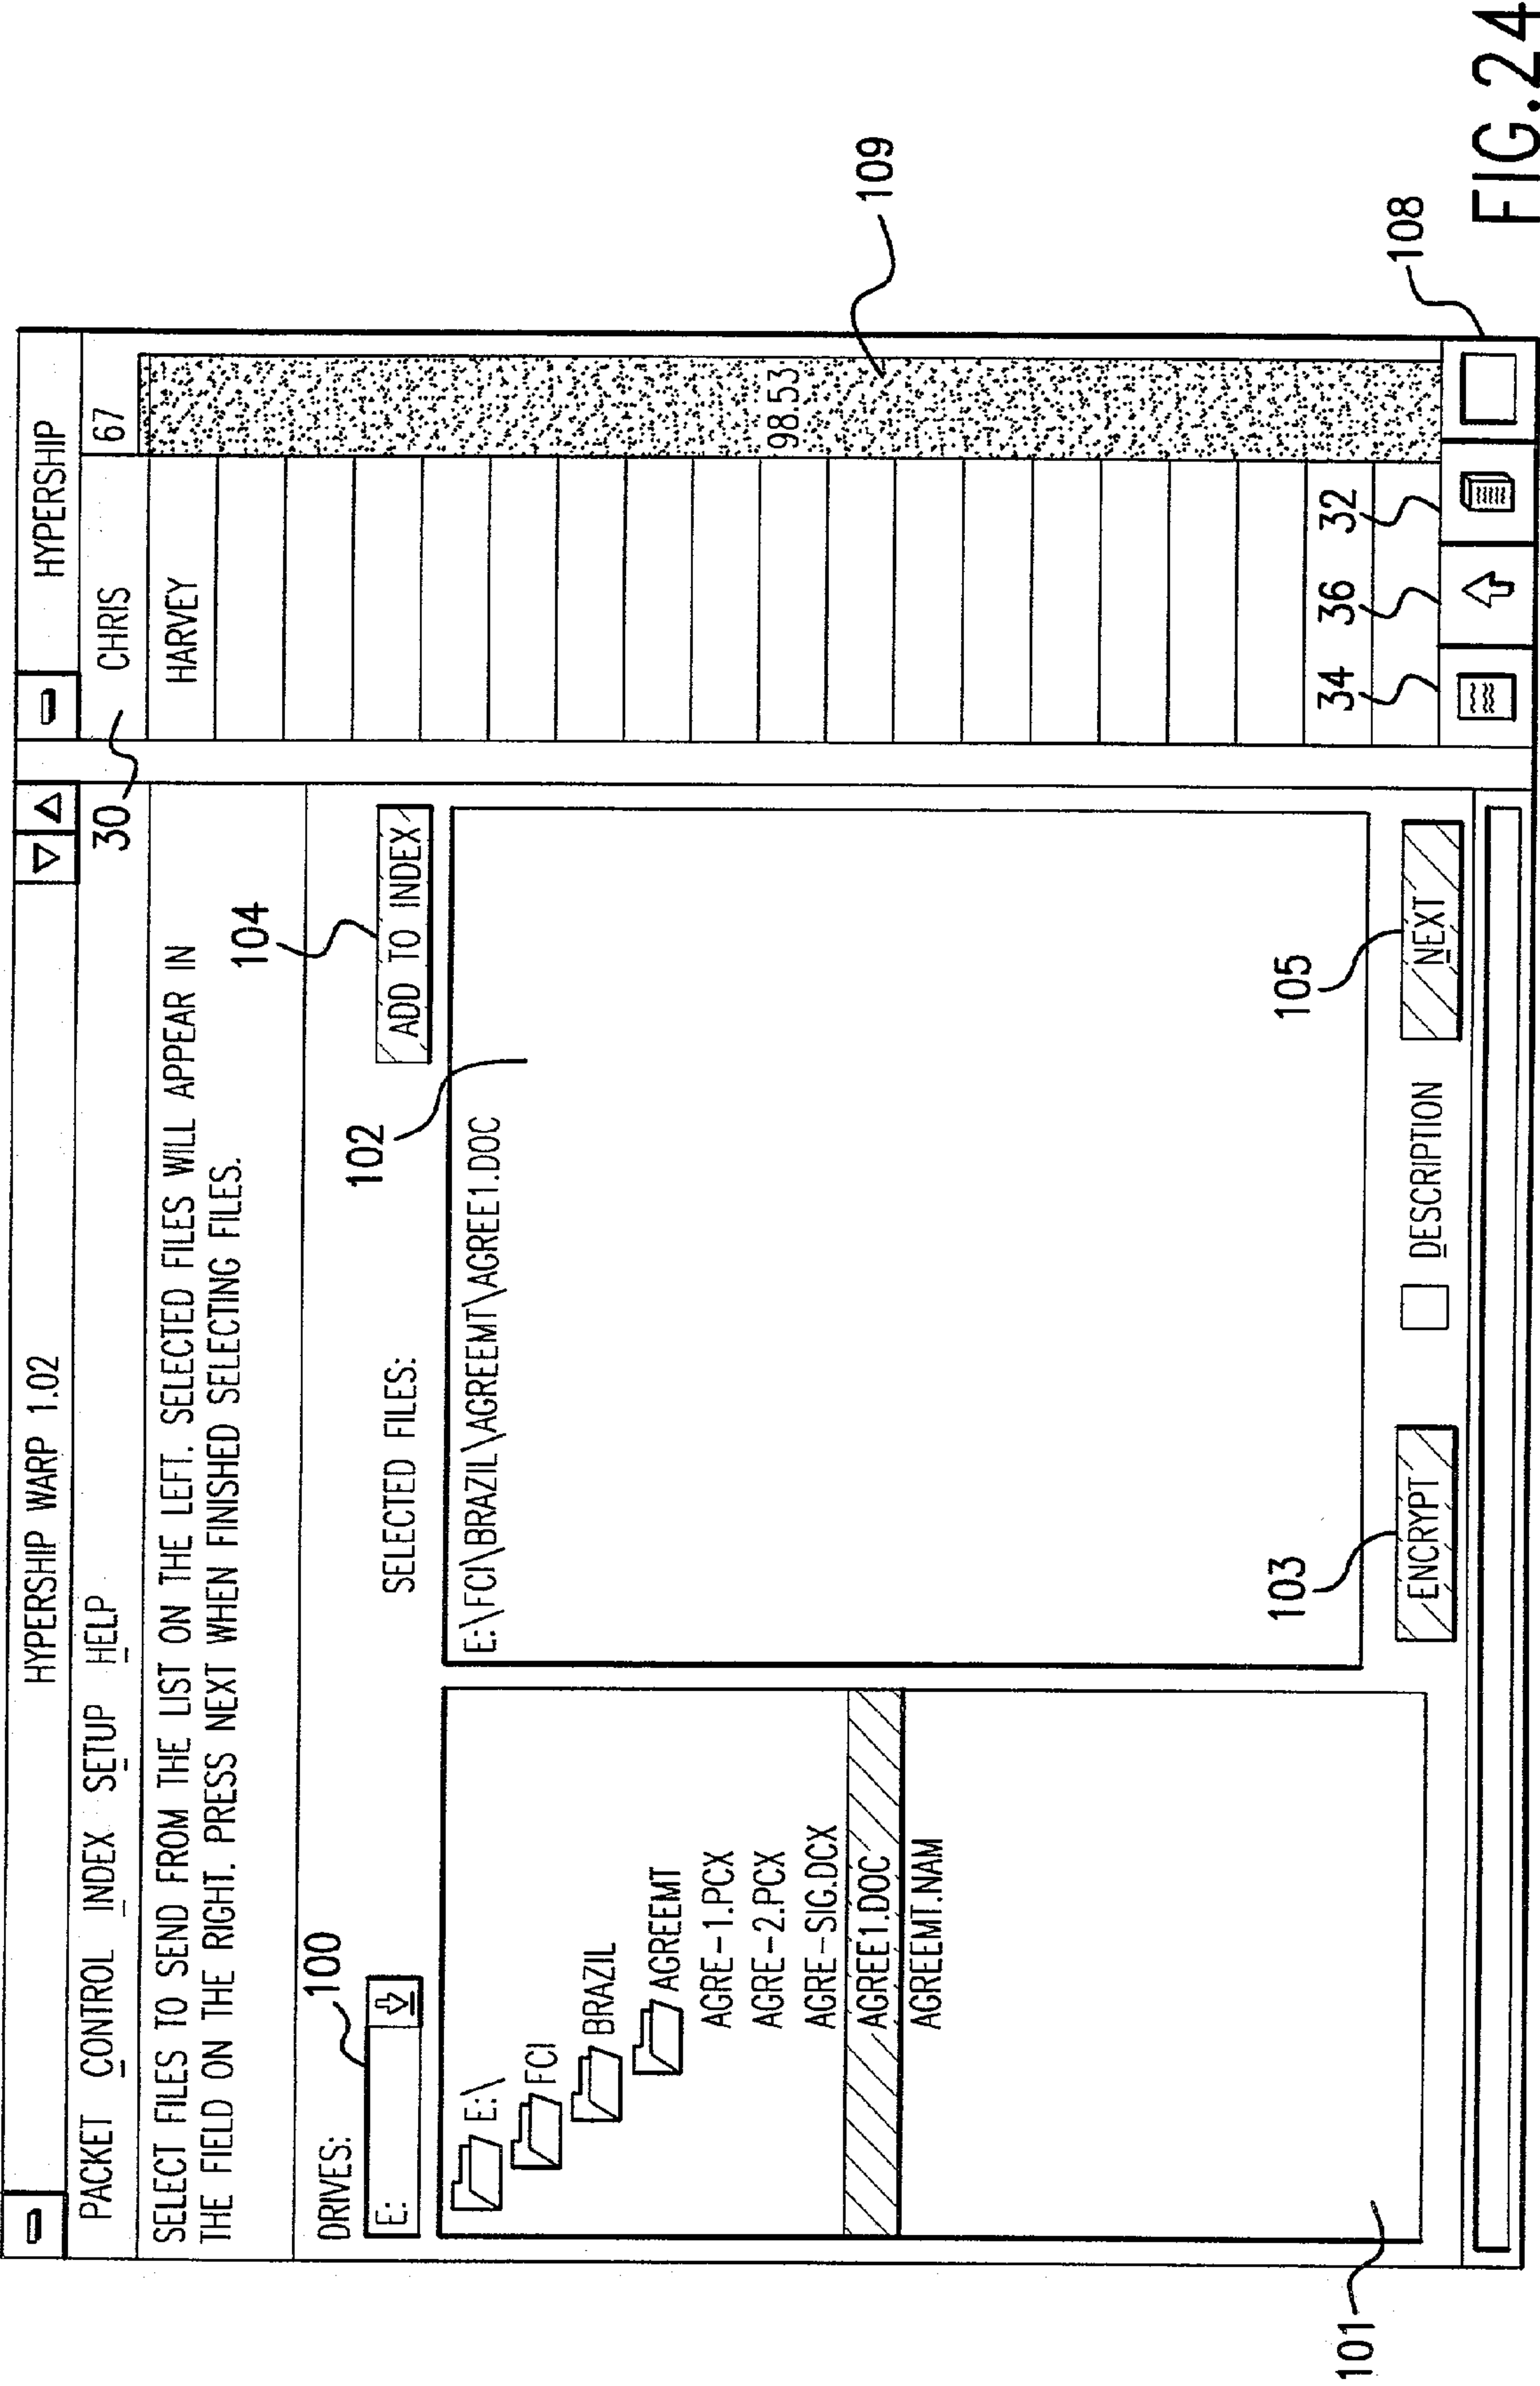 HYPERSHIP WARP 1.02
PACKET CONTROL INDEX SETUP HELP
SELECT FILES TO SEND FROM THE LIST ON THE LEFT. SELECTED FILES WILL APPEAR IN
THE FIELD ON THE RIGHT. PRESS NEXT WHEN FINISHED SELECTING FILES.
DRIVES:
100
E:
SELECTED FILES:
104
ADD TO INDEX
102
E:\
FCI
BRAZIL
AGREEMT
AGRE-1.PCX
AGRE-2.PCX
AGRE-SIG.DCX
AGREE1.DOC
AGREEMT.NAM
101
E:\FCI\BRAZIL\AGREEMT\AGREE1.DOC
103
ENCRYPT
DESCRIPTION
105
NEXT
HYPERSHIP
30
CHRIS
67
HARVEY
98.53
109
34
36
32
108
FIG.24